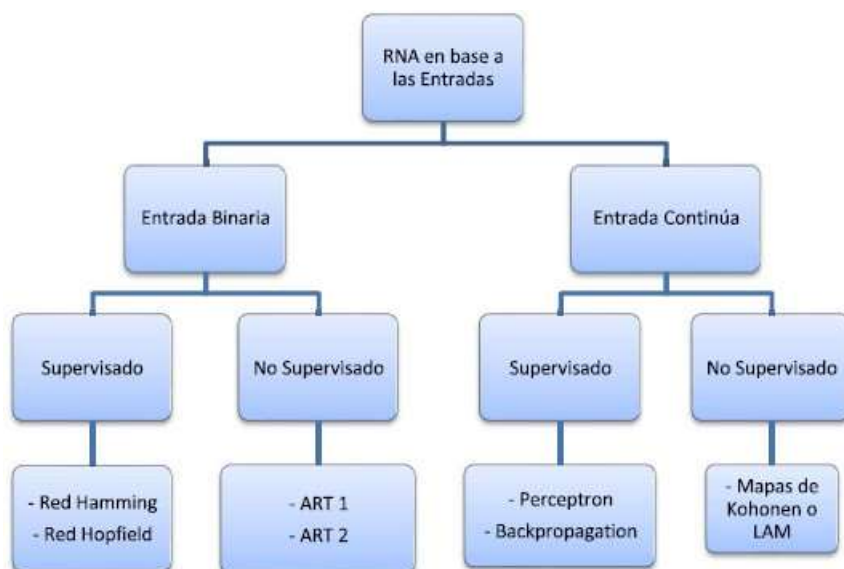 RNA en base a
las Entradas
Entrada Binaria
Entrada Continúa
Supervisado
No Supervisado
Supervisado
No Supervisado
- Red Hamming
- Red Hopfield
- ART 1
- ART 2
- Perceptron
- Backpropagation
- Mapas de
Kohonen o
LAM